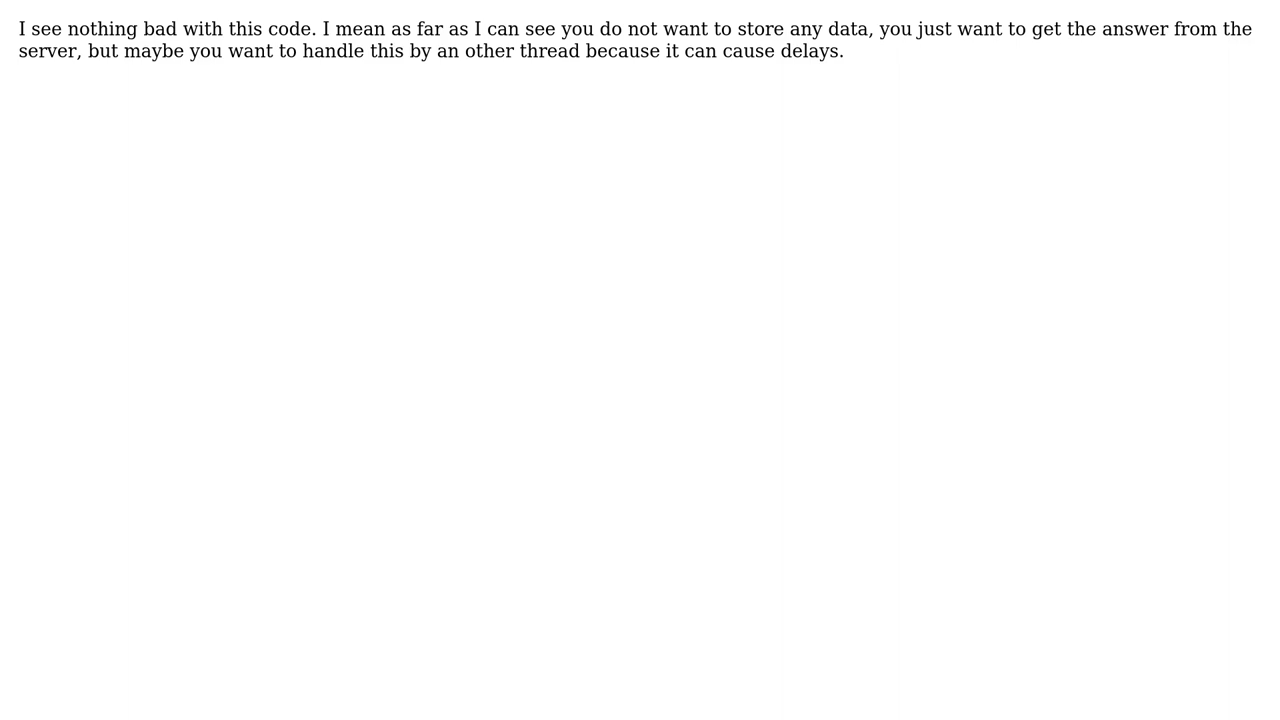 I see nothing bad with this code. I mean as far as I can see you do not want to store any data, you just want to get the answer from the
server, but maybe you want to handle this by an other thread because it can cause delays.